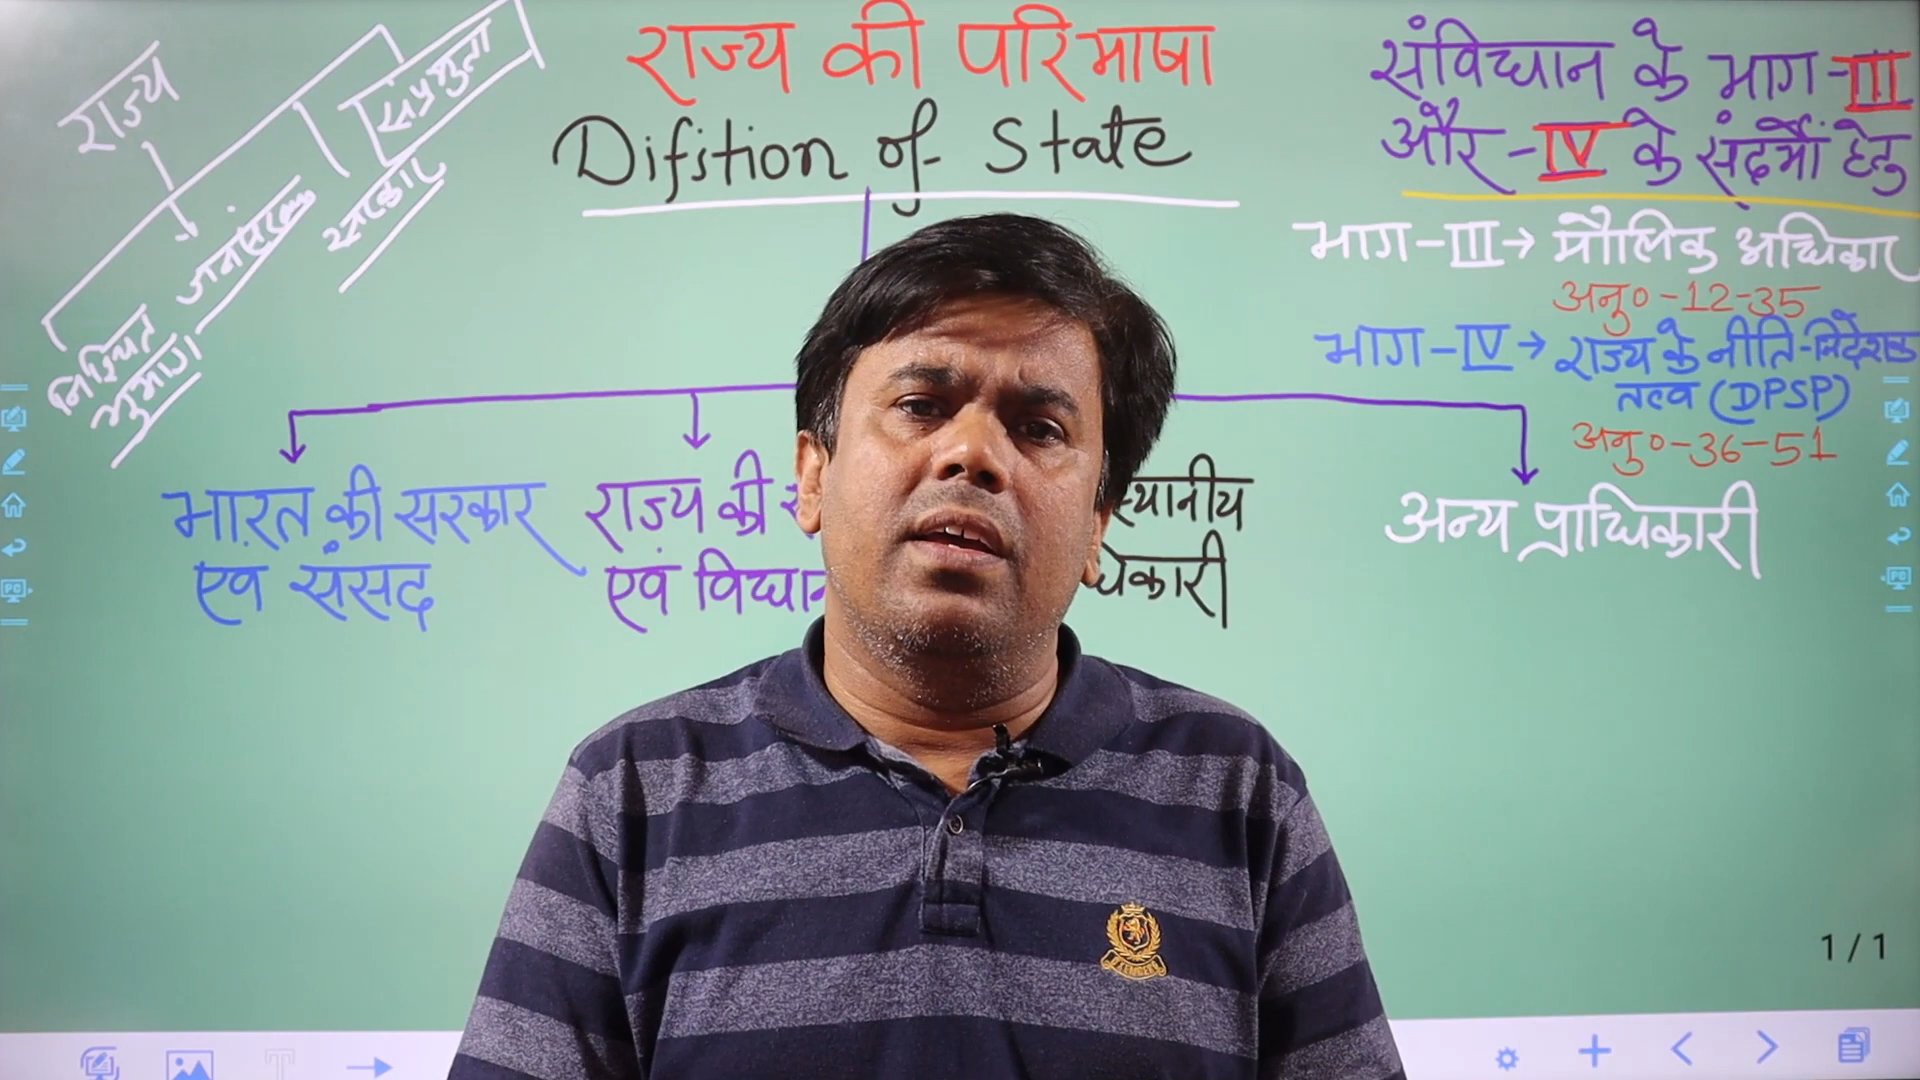 राज्य
निश्चित
भूभाग
जनसंख्या
सरकार
संप्रभुता
राज्य की परिभाषा
Difition of State
संविधान के भाग-III
और -IV के संदर्भों हेतु
भाग-III→ मौलिक अधिकार
अनु०-12-35
भाग-IV→ राज्य के नीति-निर्देशक
तत्व (DPSP)
अनु०-36-51
भारत की सरकार
एवं संसद
राज्य की
एवं विधान
स्थानीय
अन्य प्राधिकारी
1/1